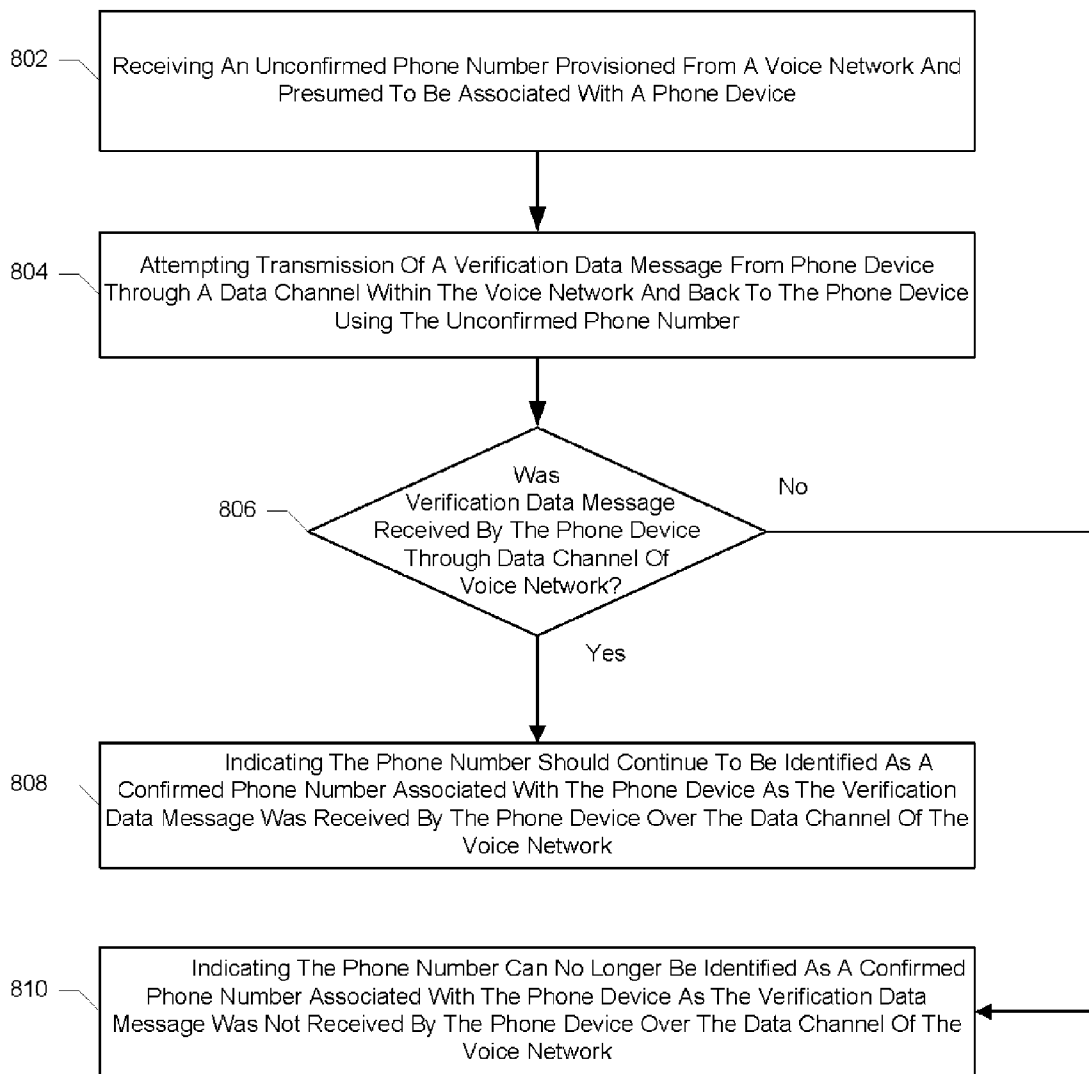 802
Receiving An Unconfirmed Phone Number Provisioned From A Voice Network And
Presumed To Be Associated With A Phone Device
804
Attempting Transmission Of A Verification Data Message From Phone Device
Through A Data Channel Within The Voice Network And Back To The Phone Device
Using The Unconfirmed Phone Number
806
Was
Verification Data Message
Received By The Phone Device
Through Data Channel Of
Voice Network?
No
Yes
808
Indicating The Phone Number Should Continue To Be Identified As A
Confirmed Phone Number Associated With The Phone Device As The Verification
Data Message Was Received By The Phone Device Over The Data Channel Of The
Voice Network
810
Indicating The Phone Number Can No Longer Be Identified As A Confirmed
Phone Number Associated With The Phone Device As The Verification Data
Message Was Not Received By The Phone Device Over The Data Channel Of The
Voice Network